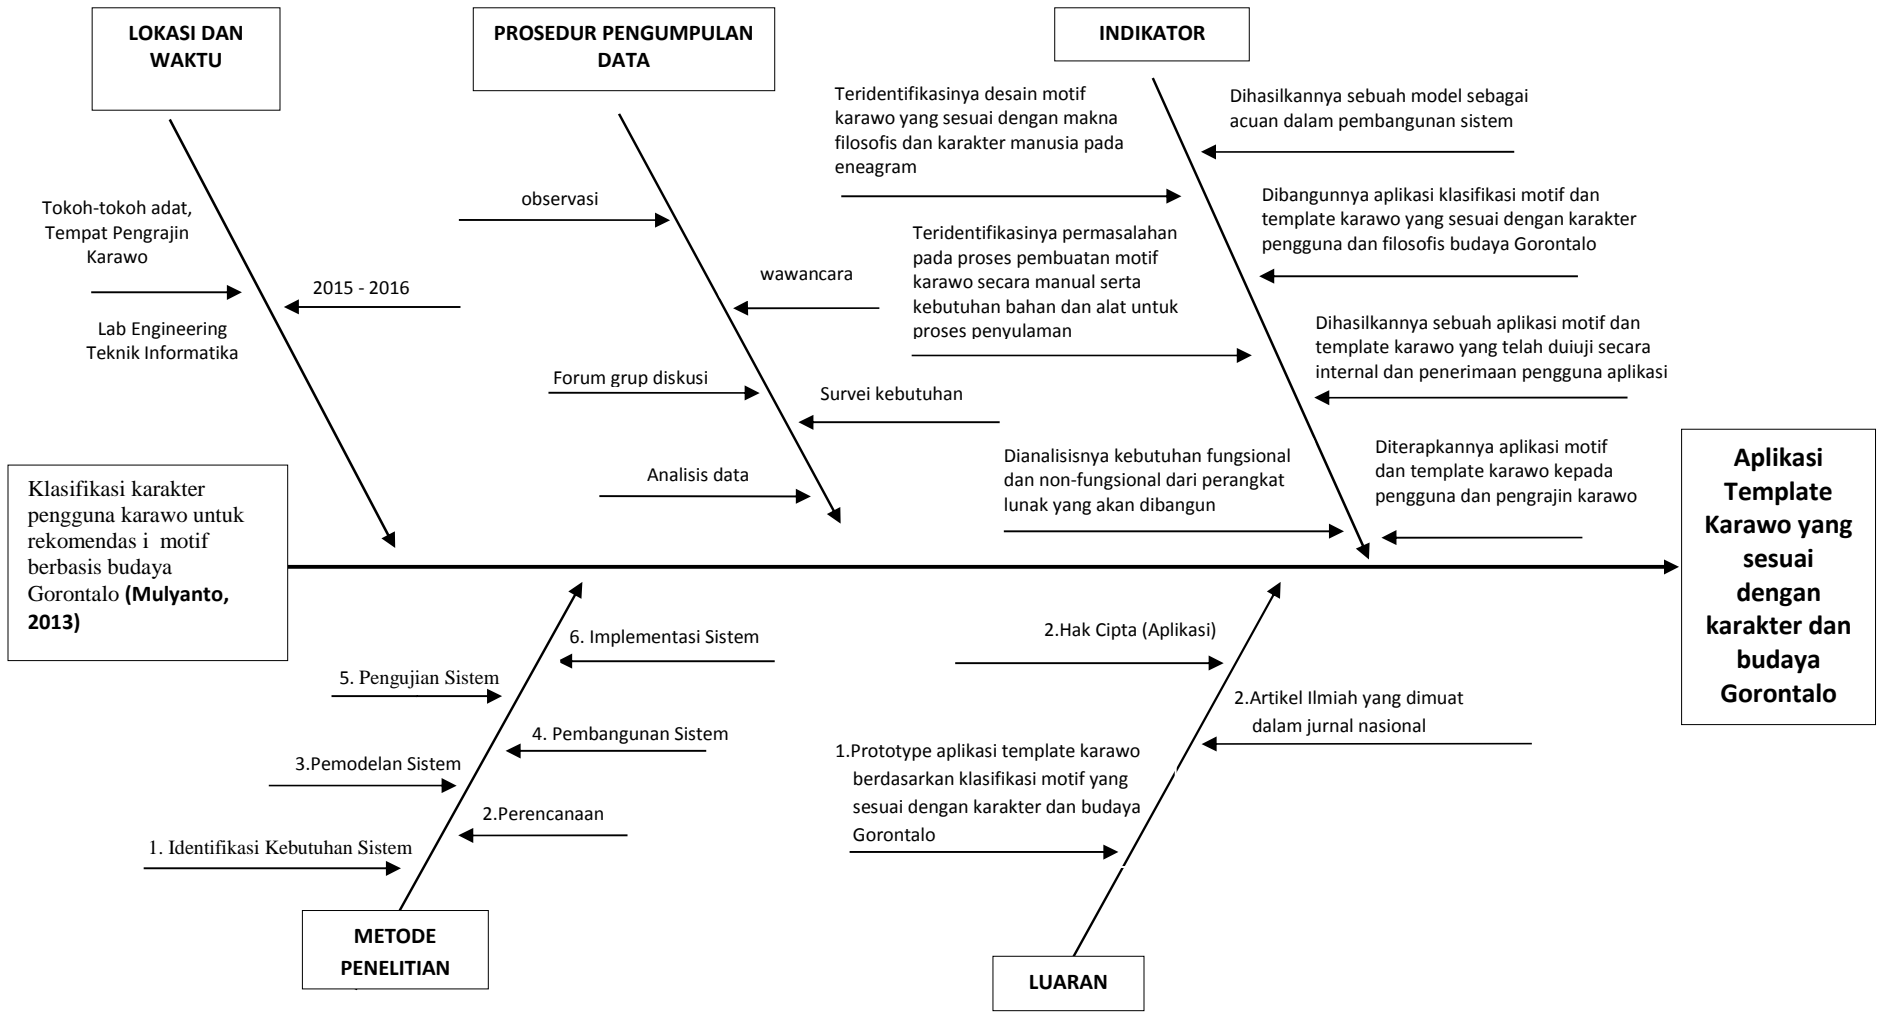 LOKASI DAN
WAKTU
PROSEDUR PENGUMPULAN
DATA
INDIKATOR
Tokoh-tokoh adat,
Tempat Pengrajin
Karawo
2015 - 2016
Lab Engineering
Teknik Informatika
observasi
wawancara
Forum grup diskusi
Survei kebutuhan
Analisis data
Teridentifikasinya desain motif
karawo yang sesuai dengan makna
filosofis dan karakter manusia pada
eneagram
Dihasilkannya sebuah model sebagai
acuan dalam pembangunan sistem
Teridentifikasinya permasalahan
pada proses pembuatan motif
karawo secara manual serta
kebutuhan bahan dan alat untuk
proses penyulaman
Dibangunnya aplikasi klasifikasi motif dan
template karawo yang sesuai dengan karakter
pengguna dan filosofis budaya Gorontalo
Dihasilkannya sebuah aplikasi motif dan
template karawo yang telah duiuji secara
internal dan penerimaan pengguna aplikasi
Dianalisisnya kebutuhan fungsional
dan non-fungsional dari perangkat
lunak yang akan dibangun
Diterapkannya aplikasi motif
dan template karawo kepada
pengguna dan pengrajin karawo
Klasifikasi karakter
pengguna karawo untuk
rekomendas i motif
berbasis budaya
Gorontalo (Mulyanto,
2013)
Aplikasi
Template
Karawo yang
sesuai
dengan
karakter dan
budaya
Gorontalo
6. Implementasi Sistem
5. Pengujian Sistem
4. Pembangunan Sistem
3.Pemodelan Sistem
2.Perencanaan
1. Identifikasi Kebutuhan Sistem
METODE
PENELITIAN
2.Hak Cipta (Aplikasi)
2.Artikel Ilmiah yang dimuat
dalam jurnal nasional
1.Prototype aplikasi template karawo
berdasarkan klasifikasi motif yang
sesuai dengan karakter dan budaya
Gorontalo
LUARAN